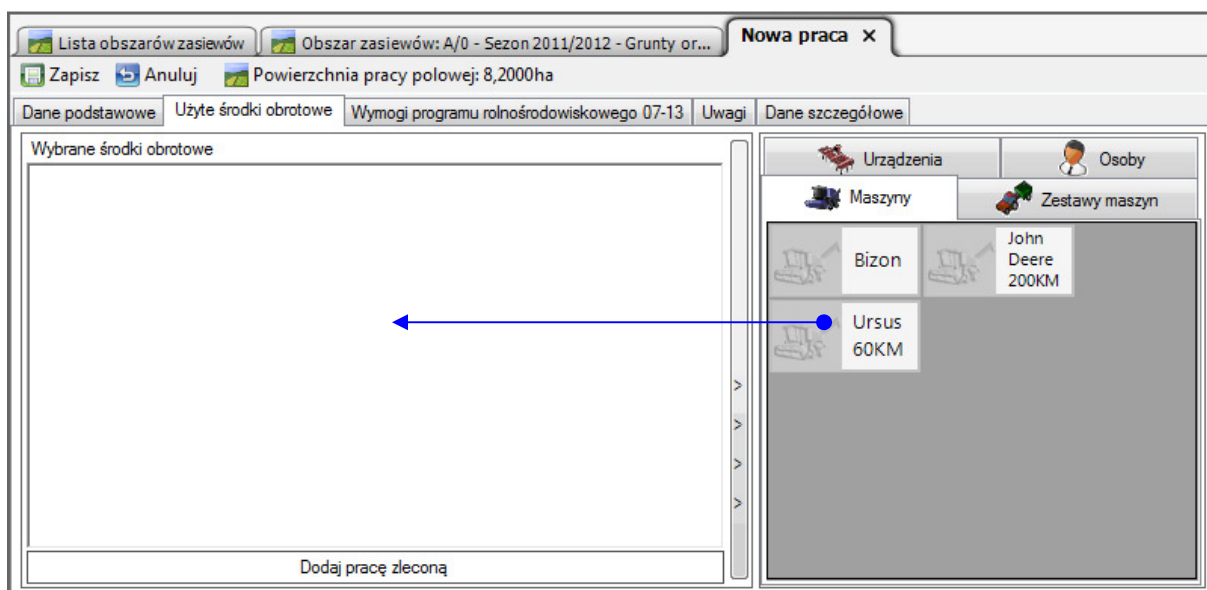 Lista obszarów zasiewów Obszar zasiewów: A/0 - Sezon 2011/2012 - Grunty or... Nowa praca ×
Zapisz Anuluj Powierzchnia pracy polowej: 8,2000ha
Dane podstawowe Użyte środki obrotowe Wymogi programu rolnośrodowiskowego 07-13 Uwagi Dane szczegółowe
Wybrane środki obrotowe
Dodaj pracę zleconą
>
>
>
>
Urządzenia Osoby
Maszyny Zestawy maszyn
Bizon
John
Deere
200KM
Ursus
60KM